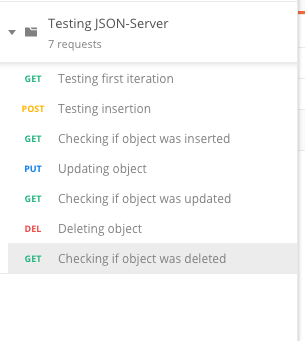 Testing JSON-Server
7 requests
GET Testing first iteration
POST Testing insertion
GET Checking if object was inserted
PUT Updating object
GET Checking if object was updated
DEL Deleting object
GET Checking if object was deleted